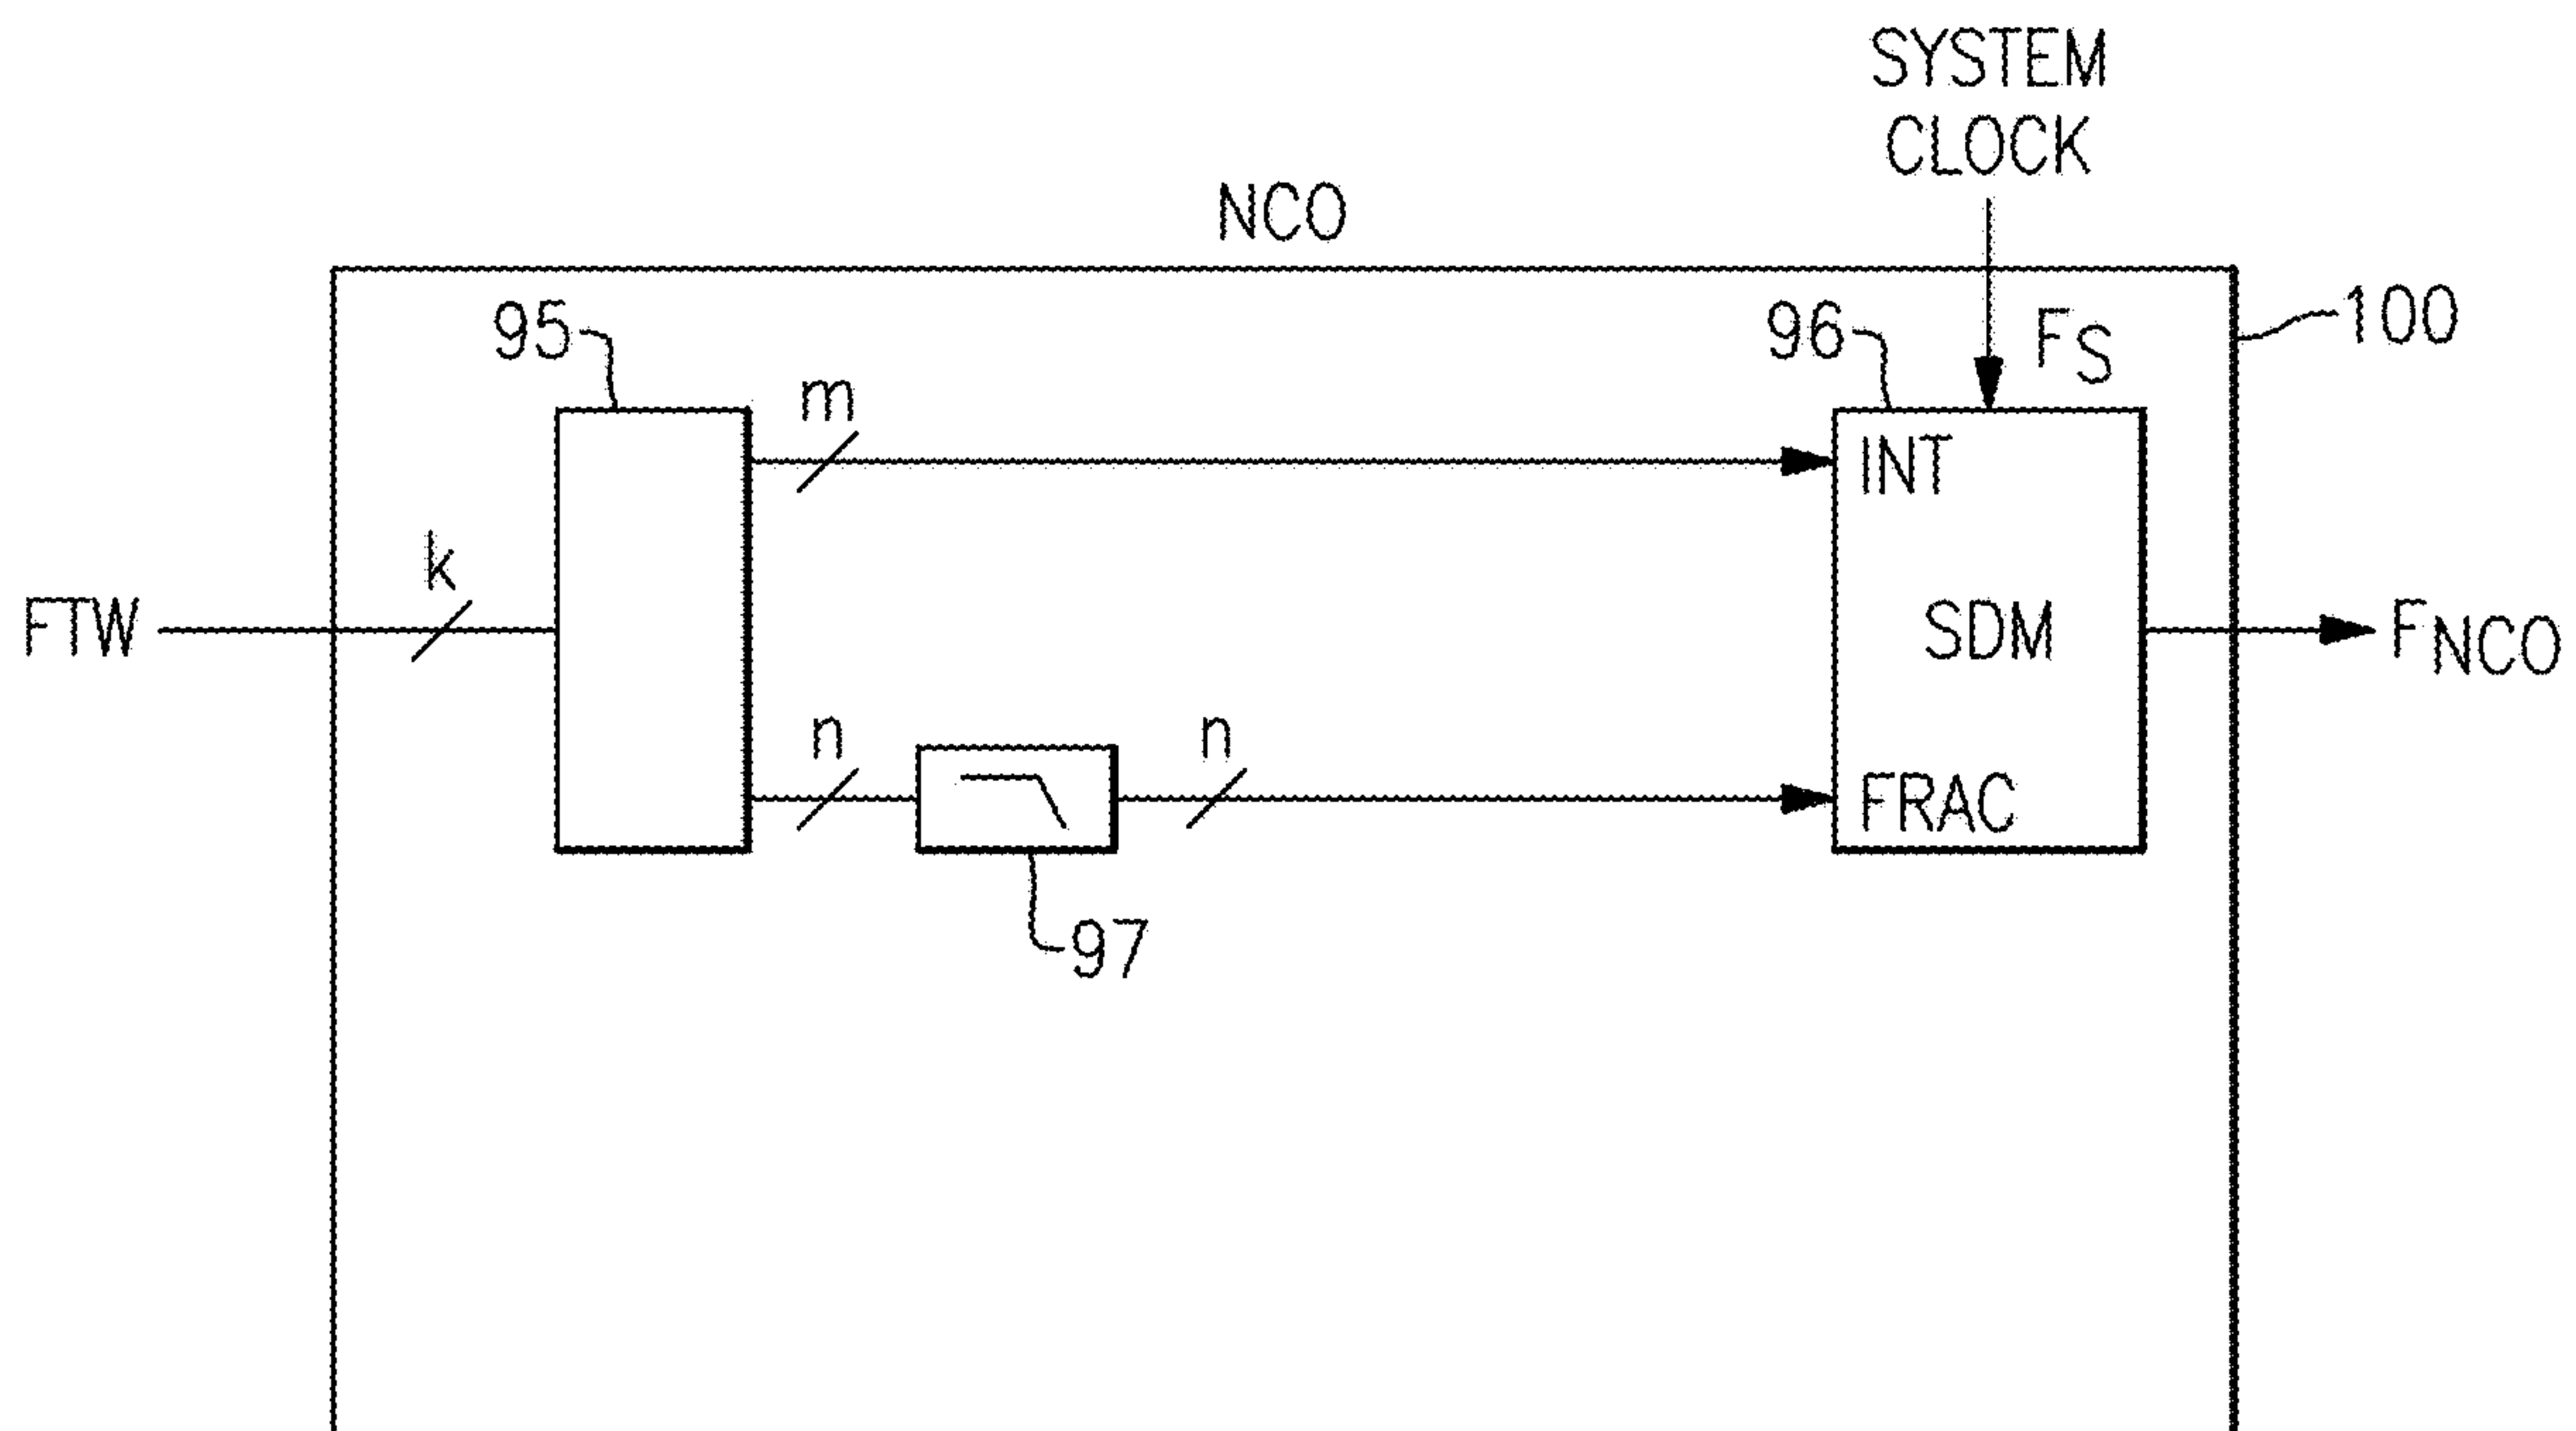 SYSTEM
CLOCK
NCO
95
96
FS
100
m
INT
k
FTW
SDM
FNCO
n
n
FRAC
97